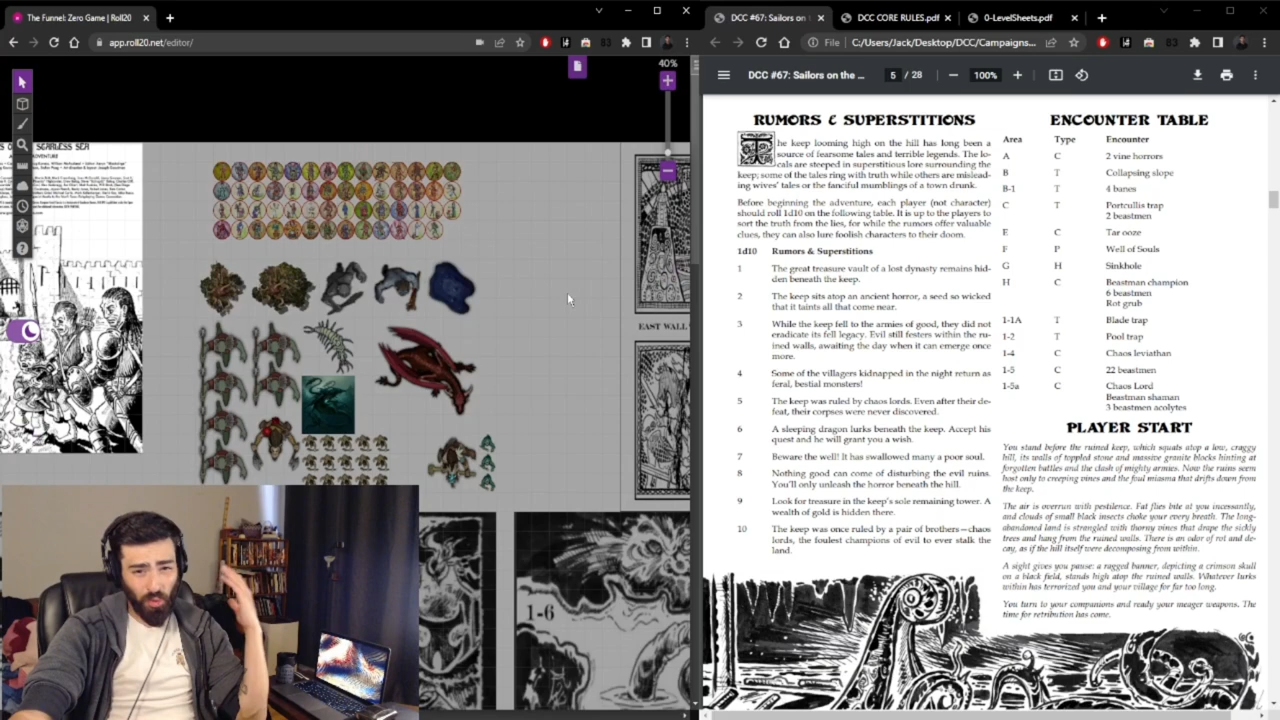 The Funnel: Zero Game | Roll20
app.roll20.net/editor/
83
40%
STARLESS SEA
ADVENTURE
EAST WALL
1-6
DCC #67: Sailors on t
DCC CORE RULES.pdf
0-LevelSheets.pdf
File
C:/Users/Jack/Desktop/DCC/Campaigns...
83
DCC #67: Sailors on the ...
5 / 28
100%
RUMORS & SUPERSTITIONS
The keep looming high on the hill has long been a
source of fearsome tales and terrible legends. The lo-
cals are steeped in superstitious lore surrounding the
keep; some of the tales ring with truth while others are mislead-
ing wives' tales or the fanciful mumblings of a town drunk.
Before beginning the adventure, each player (not character)
should roll 1d10 on the following table. It is up to the players to
sort the truth from the lies, for while the rumors offer valuable
clues, they can also lure foolish characters to their doom.
1d10 Rumors & Superstitions
1 The great treasure vault of a lost dynasty remains hid-
den beneath the keep.
2 The keep sits atop an ancient horror, a seed so wicked
that it taints all that come near.
3 While the keep fell to the armies of good, they did not
eradicate its fell legacy. Evil still festers within the ru-
ined walls, awaiting the day when it can emerge once
more.
4 Some of the villagers kidnapped in the night return as
feral, bestial monsters!
5 The keep was ruled by chaos lords. Even after their de-
feat, their corpses were never discovered.
6 A sleeping dragon lurks beneath the keep. Accept his
quest and he will grant you a wish.
7 Beware the well! It has swallowed many a poor soul.
8 Nothing good can come of disturbing the evil ruins.
You'll only unleash the horror beneath the hill.
9 Look for treasure in the keep's sole remaining tower. A
wealth of gold is hidden there.
10 The keep was once ruled by a pair of brothers—chaos
lords, the foulest champions of evil to ever stalk the
land.
ENCOUNTER TABLE
Area Type Encounter
A C 2 vine horrors
B T Collapsing slope
B-1 T 4 banes
C T Portcullis trap
2 beastmen
E C Tar ooze
F P Well of Souls
G H Sinkhole
H C Beastman champion
6 beastmen
Rot grub
1-1A T Blade trap
1-2 T Pool trap
1-4 C Chaos leviathan
1-5 C 22 beastmen
1-5a C Chaos Lord
Beastman shaman
3 beastmen acolytes
PLAYER START
You stand before the ruined keep, which squats atop a low, craggy
hill, its walls of toppled stone and massive granite blocks hinting at
forgotten battles and the clash of mighty armies. Now the ruins seem
host only to creeping vines and the foul miasma that drifts down from
the keep.
The air is overrun with pestilence. Fat flies bite at you incessantly,
and clouds of small black insects choke your every breath. The long-
abandoned land is strangled with thorny vines that drape the sickly
trees and hang from the ruined walls. There is an odor of rot and de-
cay, as if the hill itself were decomposing from within.
A sight gives you pause: a ragged banner, depicting a crimson skull
on a black field, stands high atop the ruined walls. Whatever lurks
within has terrorized you and your village for far too long.
You turn to your companions and ready your meager weapons. The
time for retribution has come.